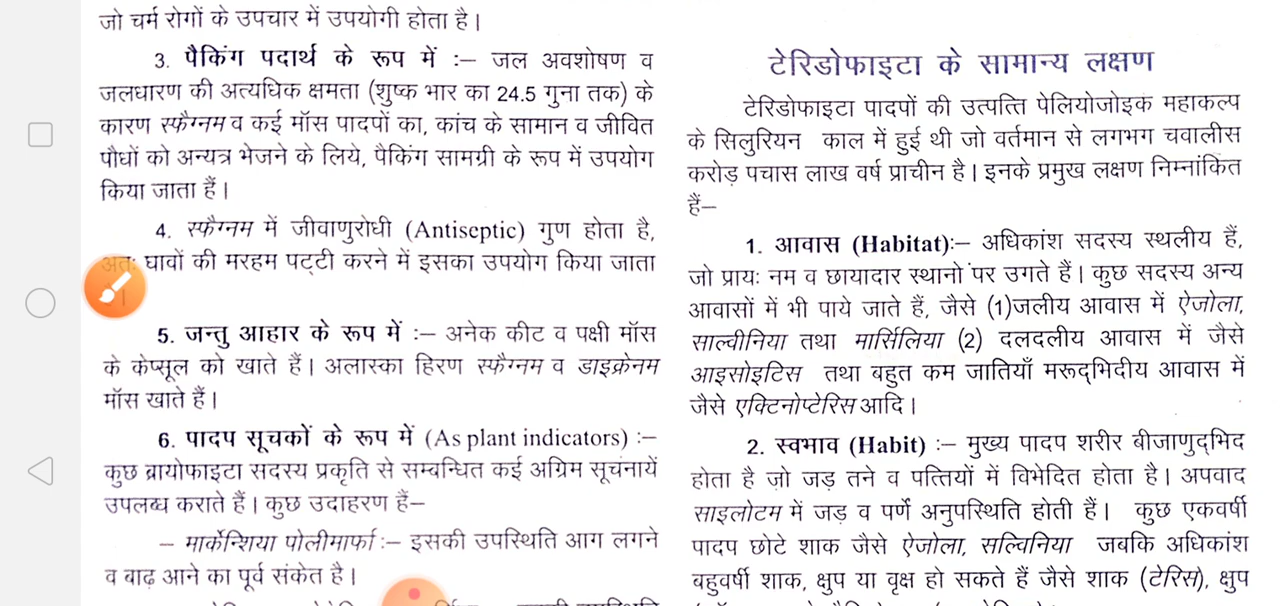 जो चर्म रोगों के उपचार में उपयोगी होता है।
3. पैकिंग पदार्थ के रूप में :– जल अवशोषण व
जलधारण की अत्यधिक क्षमता (शुष्क भार का 24.5 गुना तक) के
कारण स्फैग्नम व कई मॉस पादपों का, कांच के सामान व जीवित
पौधों को अन्यत्र भेजने के लिये, पैकिंग सामग्री के रूप में उपयोग
किया जाता हैं।
4. स्फैग्नम में जीवाणुरोधी (Antiseptic) गुण होता है,
अतः घावों की मरहम पट्टी करने में इसका उपयोग किया जाता
5. जन्तु आहार के रूप में :– अनेक कीट व पक्षी मॉस
के केप्सूल को खाते हैं। अलास्का हिरण स्फैग्नम व डाइक्रेनम
मॉस खाते हैं।
6. पादप सूचकों के रूप में (As plant indicators) :–
कुछ ब्रायोफाइटा सदस्य प्रकृति से सम्बन्धित कई अग्रिम सूचनायें
उपलब्ध कराते हैं। कुछ उदाहरण हैं–
– मार्केन्शिया पोलीमार्फा :– इसकी उपस्थिति आग लगने
व बाढ़ आने का पूर्व संकेत है।
टेरिडोफाइटा के सामान्य लक्षण
टेरिडोफाइटा पादपों की उत्पत्ति पेलियोजोइक महाकल्प
के सिलुरियन काल में हुई थी जो वर्तमान से लगभग चवालीस
करोड़ पचास लाख वर्ष प्राचीन है। इनके प्रमुख लक्षण निम्नांकित
हैं–
1. आवास (Habitat):– अधिकांश सदस्य स्थलीय हैं,
जो प्रायः नम व छायादार स्थानो पर उगते हैं। कुछ सदस्य अन्य
आवासों में भी पाये जाते हैं, जैसे (1)जलीय आवास में ऐजोला,
साल्वीनिया तथा मार्सिलिया (2) दलदलीय आवास में जैसे
आइसोइटिस तथा बहुत कम जातियाँ मरूद्भिदीय आवास में
जैसे एक्टिनोप्टेरिस आदि।
2. स्वभाव (Habit) :– मुख्य पादप शरीर बीजाणुद्भिद
होता है जो जड़ तने व पत्तियों में विभेदित होता है। अपवाद
साइलोटम में जड़ व पर्णे अनुपस्थिति होती हैं। कुछ एकवर्षी
पादप छोटे शाक जैसे ऐजोला, सल्विनिया जबकि अधिकांश
बहुवर्षी शाक, क्षुप या वृक्ष हो सकते हैं जैसे शाक (टेरिस), क्षुप